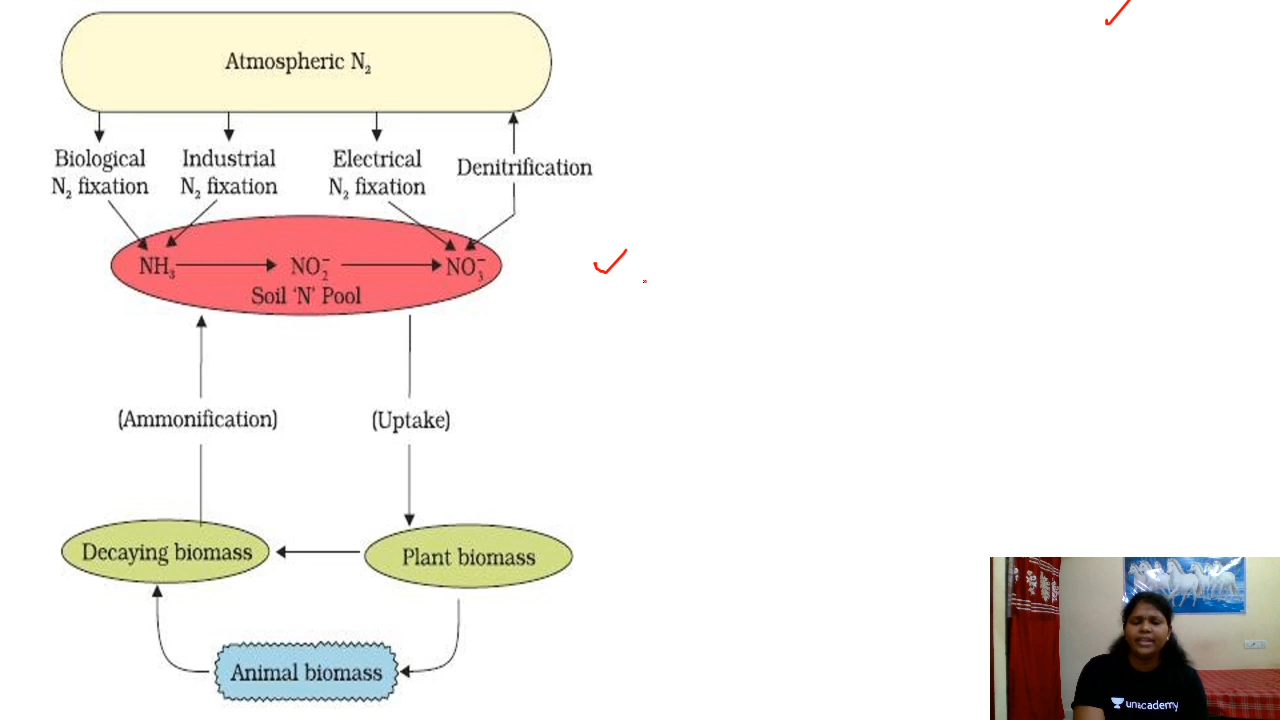 Atmospheric N₂
Biological
N₂ fixation
Industrial
N₂ fixation
Electrical
N₂ fixation
Denitrification
NH₃
NO₂⁻
NO₃⁻
Soil 'N' Pool
(Ammonification)
(Uptake)
Decaying biomass
Plant biomass
Animal biomass
unacademy